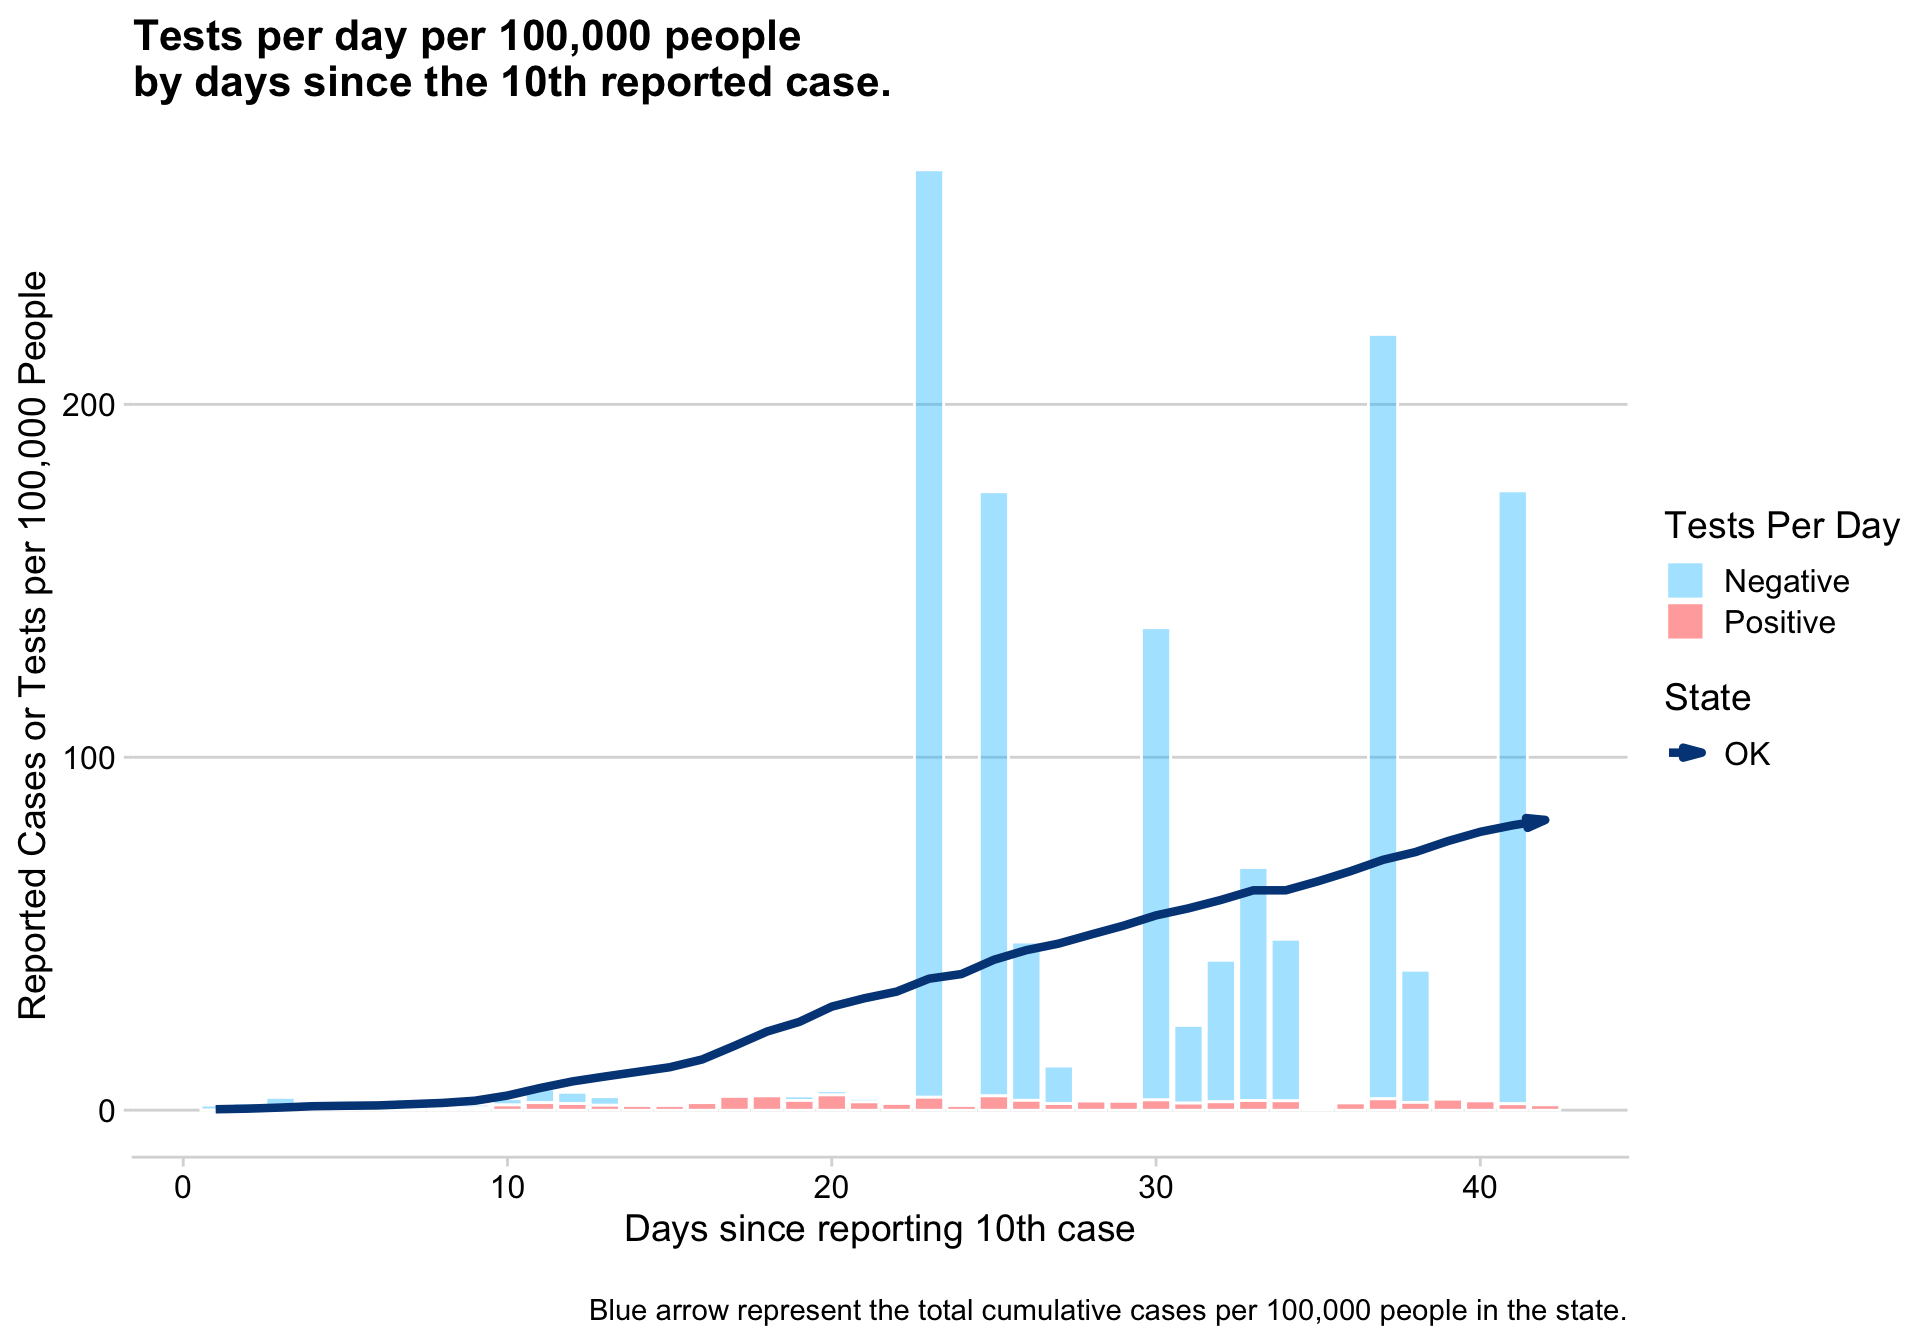 Tests per day per 100,000 people
by days since the 10th reported case.
Reported Cases or Tests per 100,000 People
200
100
0
0 10 20 30 40
Days since reporting 10th case
Tests Per Day
Negative
Positive
State
OK
Blue arrow represent the total cumulative cases per 100,000 people in the state.